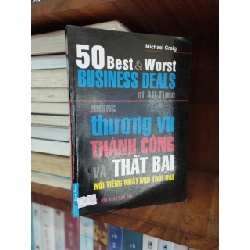 Michael Craig
50 Best & Worst
BUSINESS DEALS
of All Time
NHỮNG
thương vụ
THÀNH CÔNG
VÀ THẤT BẠI
NỔI TIẾNG NHẤT MỌI THỜI ĐẠI